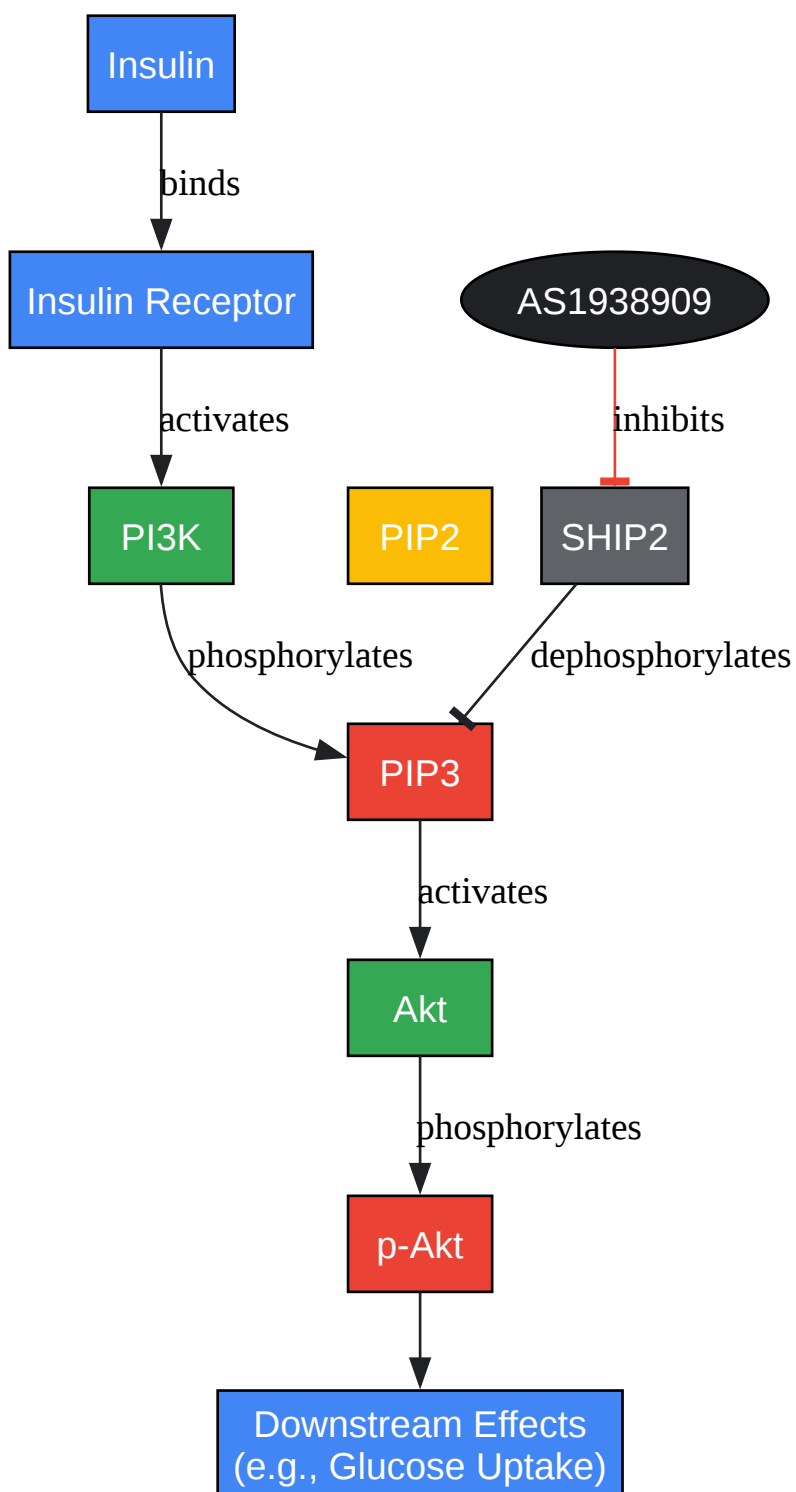 Insulin
binds
Insulin Receptor
AS1938909
activates
inhibits
PI3K
PIP2
SHIP2
phosphorylates
dephosphorylates
PIP3
activates
Akt
phosphorylates
p-Akt
Downstream Effects
(e.g., Glucose Uptake)